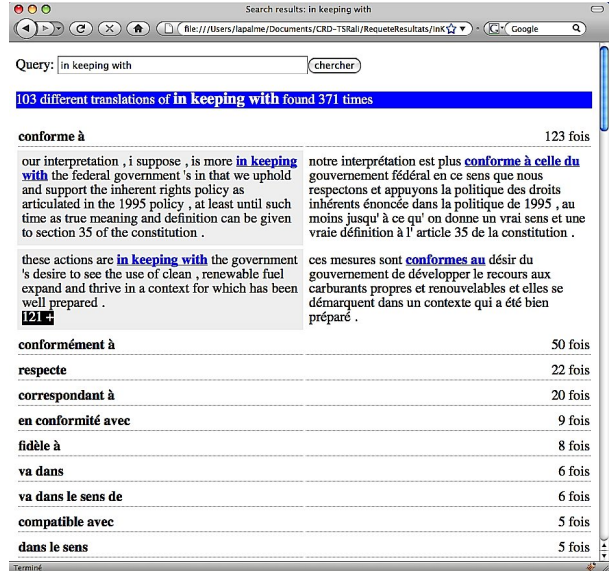 Search results: in keeping with
file:///Users/lapalme/Documents/CRD-TSRali/RequeteResultats/InK
Google
Query: in keeping with chercher
103 different translations of in keeping with found 371 times
conforme à 123 fois
our interpretation , i suppose , is more in keeping
with the federal government 's in that we uphold
and support the inherent rights policy as
articulated in the 1995 policy , at least until such
time as true meaning and definition can be given
to section 35 of the constitution .
notre interprétation est plus conforme à celle du
gouvernement fédéral en ce sens que nous
respectons et appuyons la politique des droits
inhérents énoncée dans la politique de 1995 , au
moins jusqu' à ce qu' on donne un vrai sens et une
vraie définition à l' article 35 de la constitution .
these actions are in keeping with the government
's desire to see the use of clean , renewable fuel
expand and thrive in a context for which has been
well prepared .
121 +
ces mesures sont conformes au désir du
gouvernement de développer le recours aux
carburants propres et renouvelables et elles se
démarquent dans un contexte qui a été bien
préparé .
conformément à 50 fois
respecte 22 fois
correspondant à 20 fois
en conformité avec 9 fois
fidèle à 8 fois
va dans 6 fois
va dans le sens de 6 fois
compatible avec 5 fois
dans le sens 5 fois
Terminé